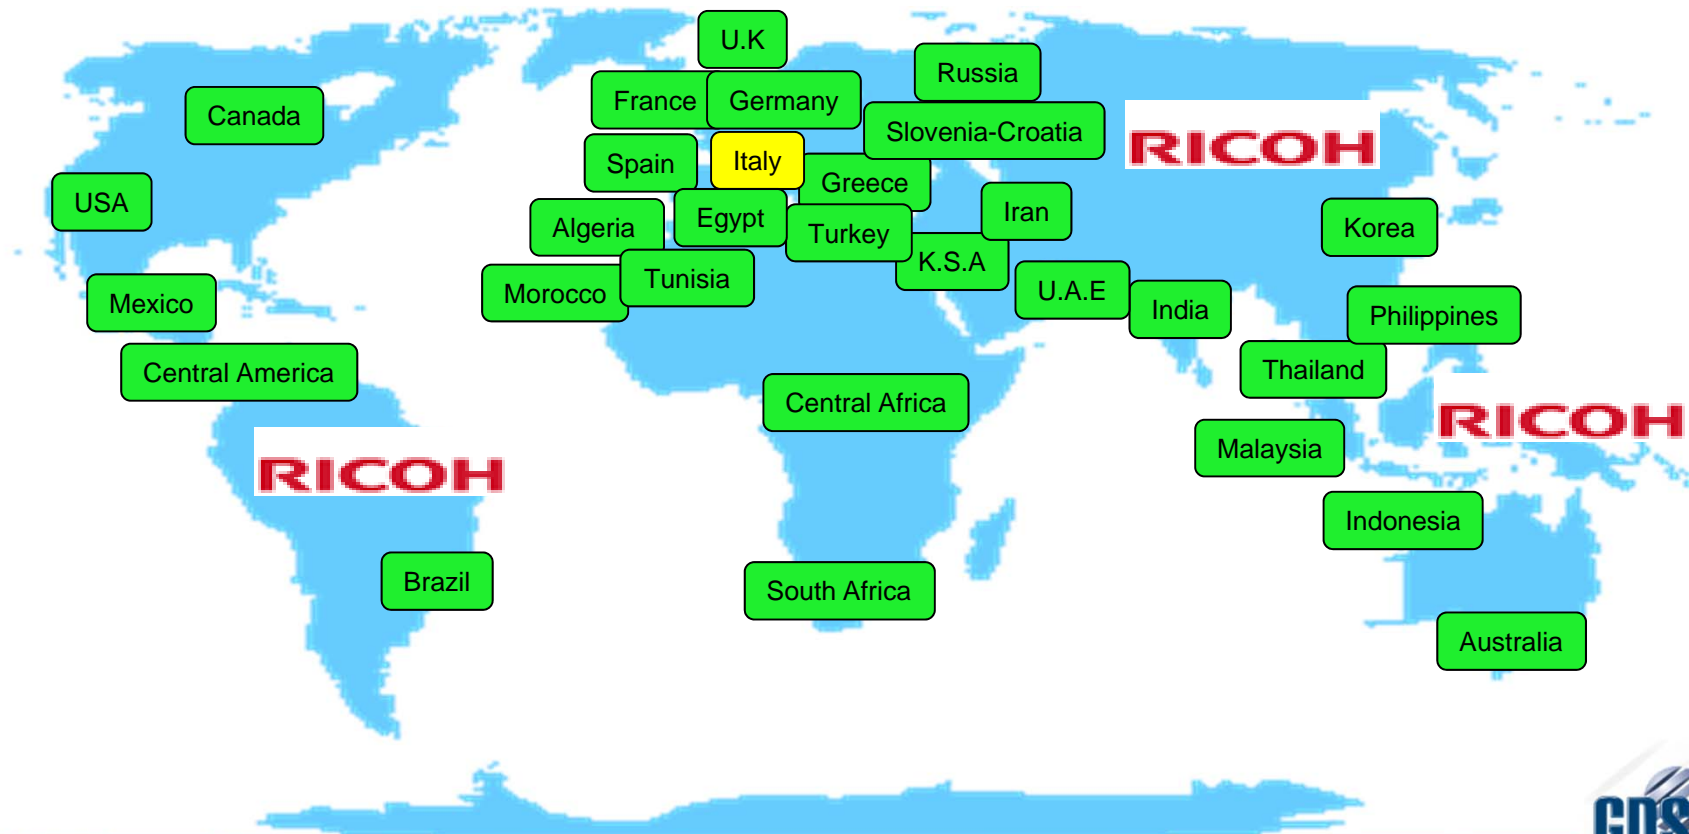 U.K
Russia
France
Germany
Canada
Slovenia-Croatia
RICOH
Spain
Italy
Greece
USA
Iran
Egypt
Algeria
Turkey
Korea
K.S.A
Tunisia
Morocco
U.A.E
Mexico
India
Philippines
Central America
Thailand
Central Africa
RICOH
Malaysia
RICOH
Indonesia
Brazil
South Africa
Australia